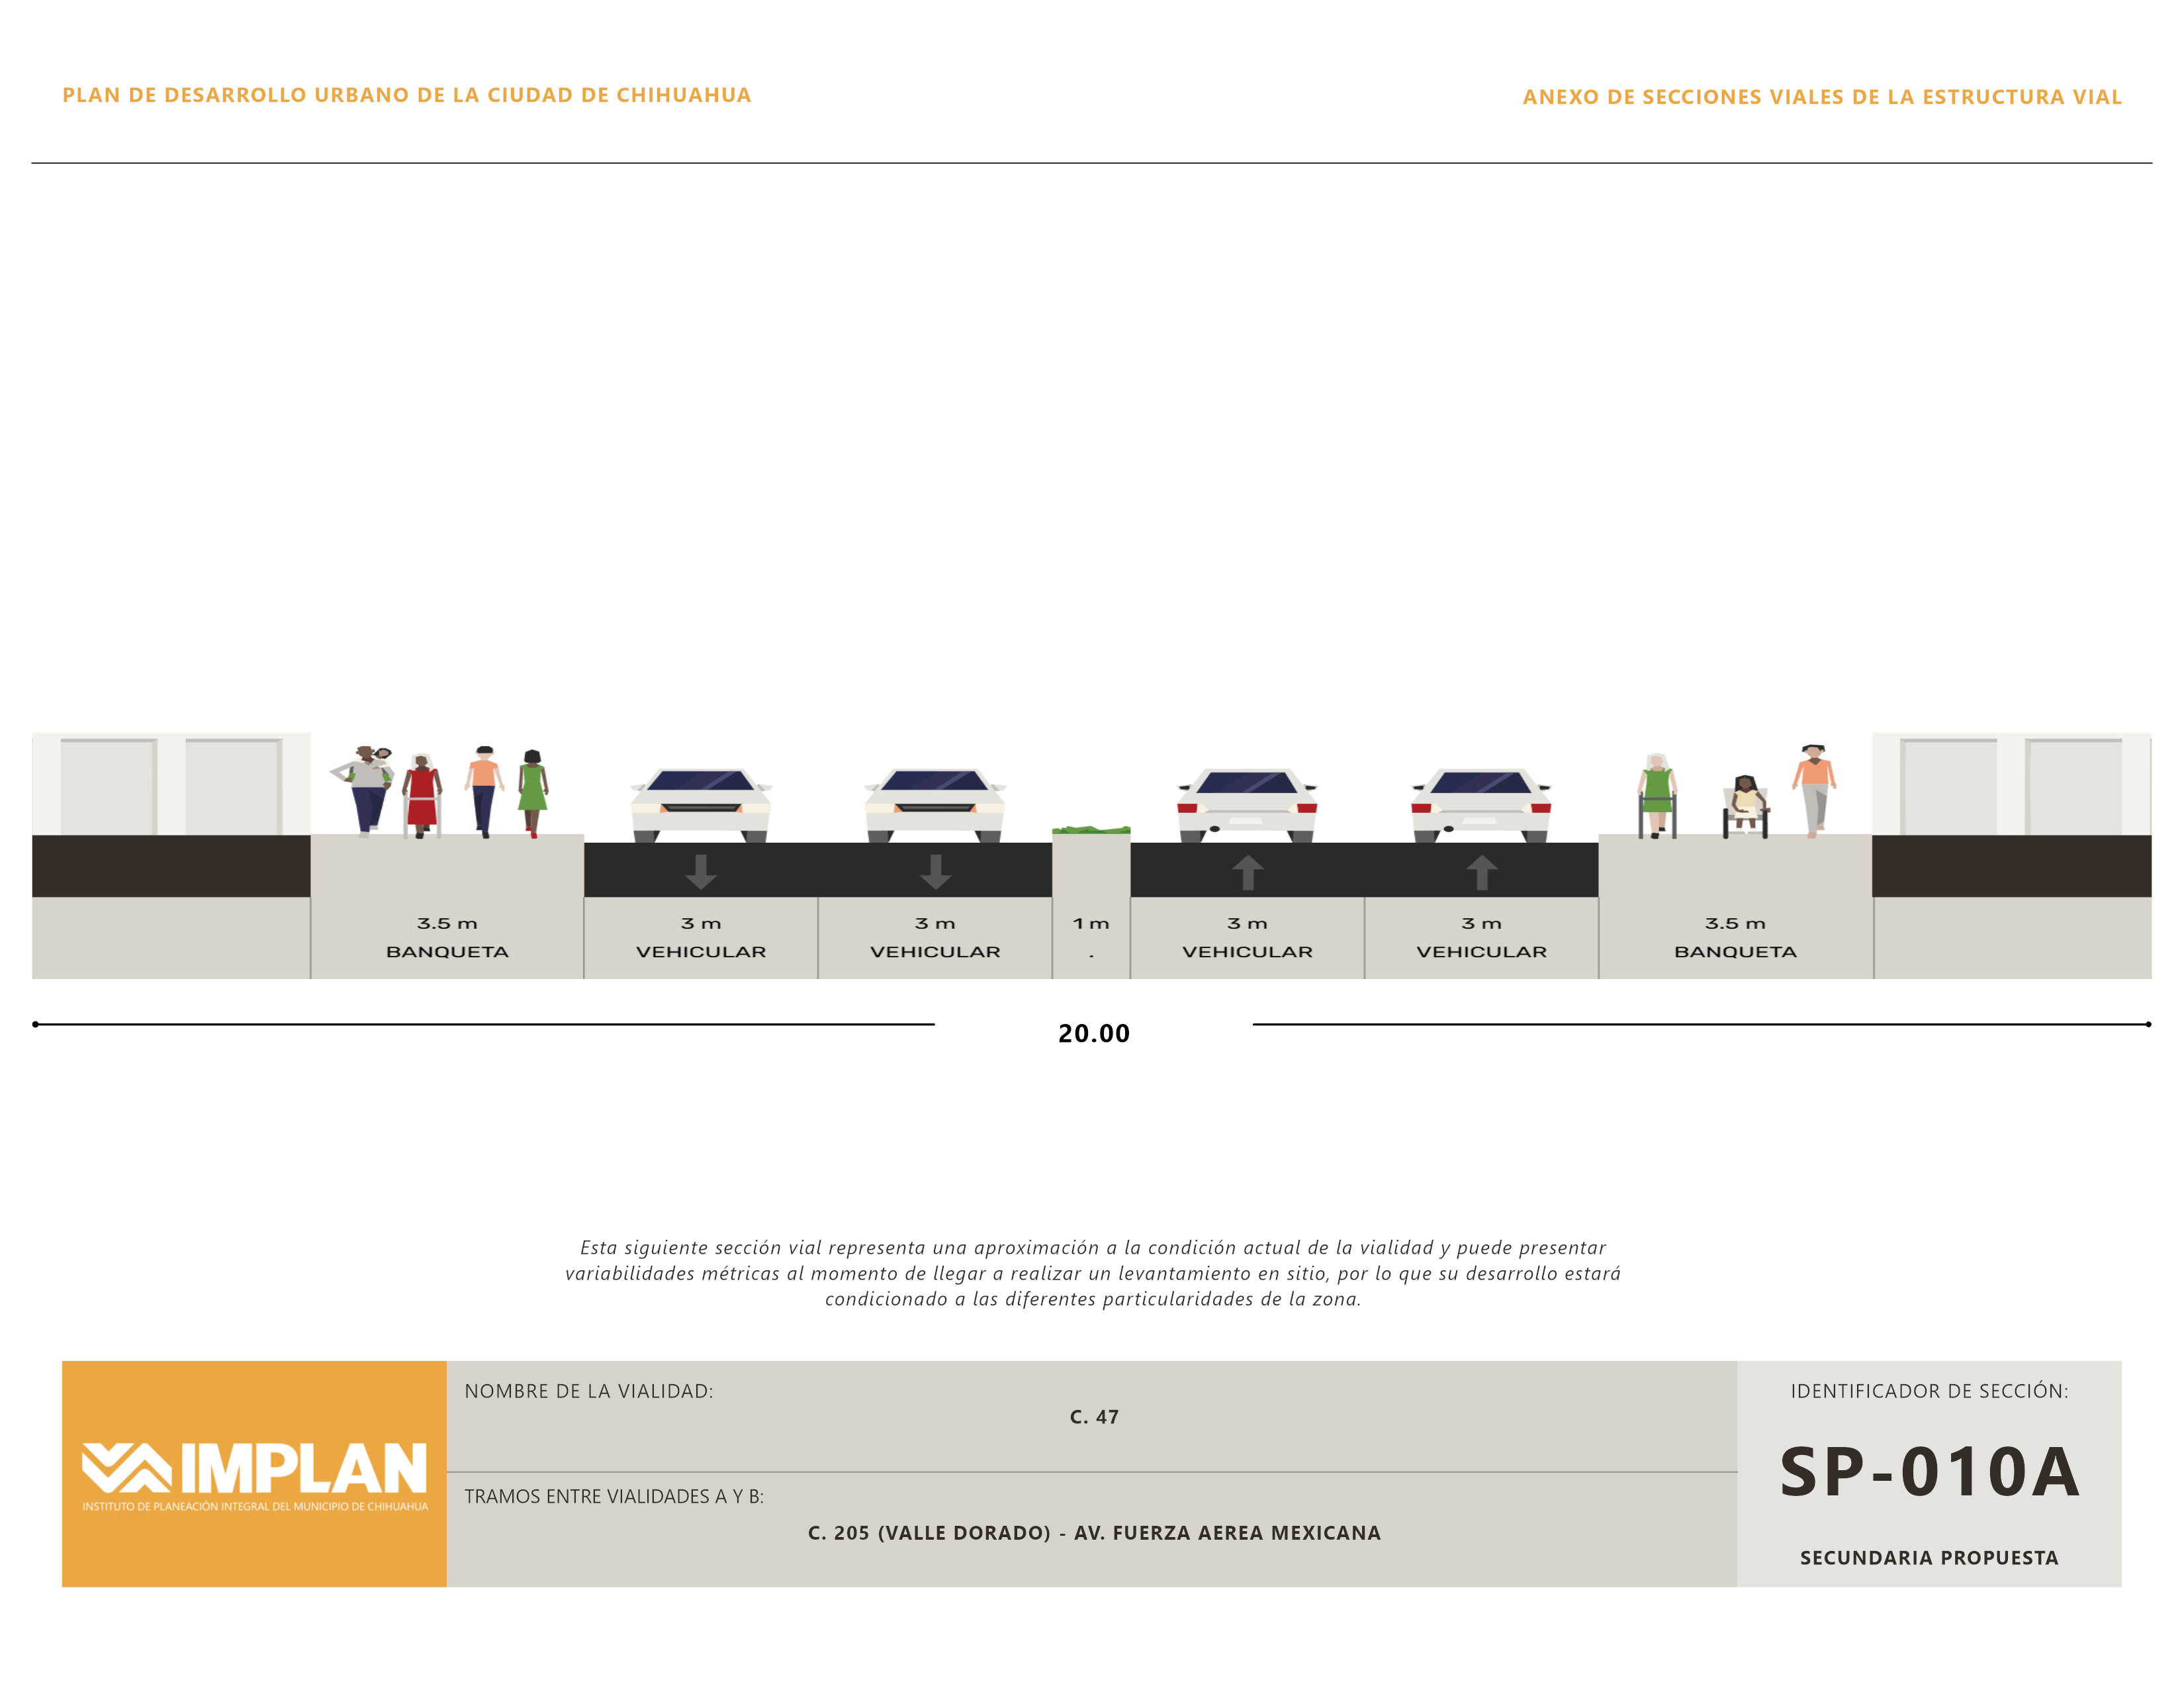 PLAN DE DESARROLLO URBANO DE LA CIUDAD DE CHIHUAHUA
ANEXO DE SECCIONES VIALES DE LA ESTRUCTURA VIAL
3.5 m
BANQUETA
3 m
VEHICULAR
3 m
VEHICULAR
1 m
.
3 m
VEHICULAR
3 m
VEHICULAR
3.5 m
BANQUETA
20.00
Esta siguiente sección vial representa una aproximación a la condición actual de la vialidad y puede presentar
variabilidades métricas al momento de llegar a realizar un levantamiento en sitio, por lo que su desarrollo estará
condicionado a las diferentes particularidades de la zona.
IMPLAN
INSTITUTO DE PLANEACIÓN INTEGRAL DEL MUNICIPIO DE CHIHUAHUA
NOMBRE DE LA VIALIDAD:
C. 47
TRAMOS ENTRE VIALIDADES A Y B:
C. 205 (VALLE DORADO) - AV. FUERZA AEREA MEXICANA
IDENTIFICADOR DE SECCIÓN:
SP-010A
SECUNDARIA PROPUESTA